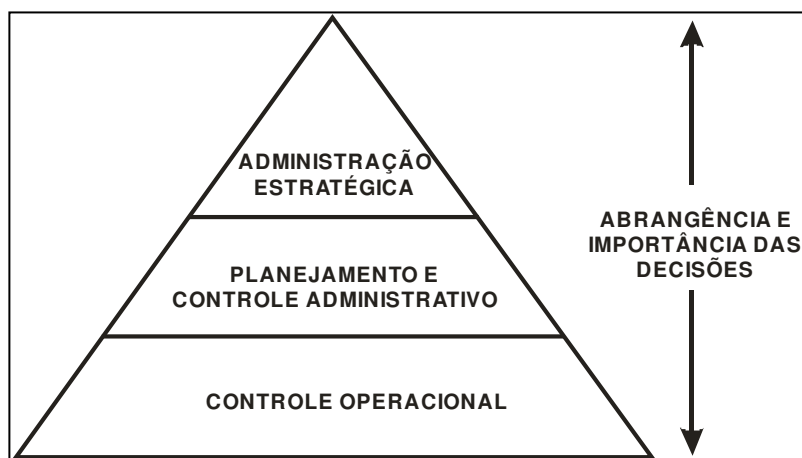 ADMINISTRAÇÃO
ESTRATÉGICA
PLANEJAMENTO E
CONTROLE ADMINISTRATIVO
CONTROLE OPERACIONAL
ABRANGÊNCIA E
IMPORTÂNCIA DAS
DECISÕES